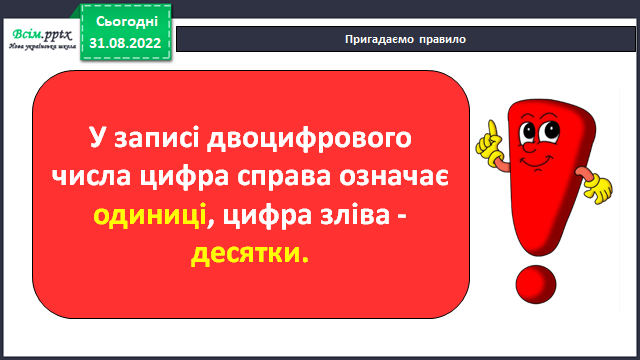 Всім.pptx
Нова українська школа
Сьогодні
31.08.2022
Пригадаємо правило
У записі двоцифрового
числа цифра справа означає
одиниці, цифра зліва -
десятки.